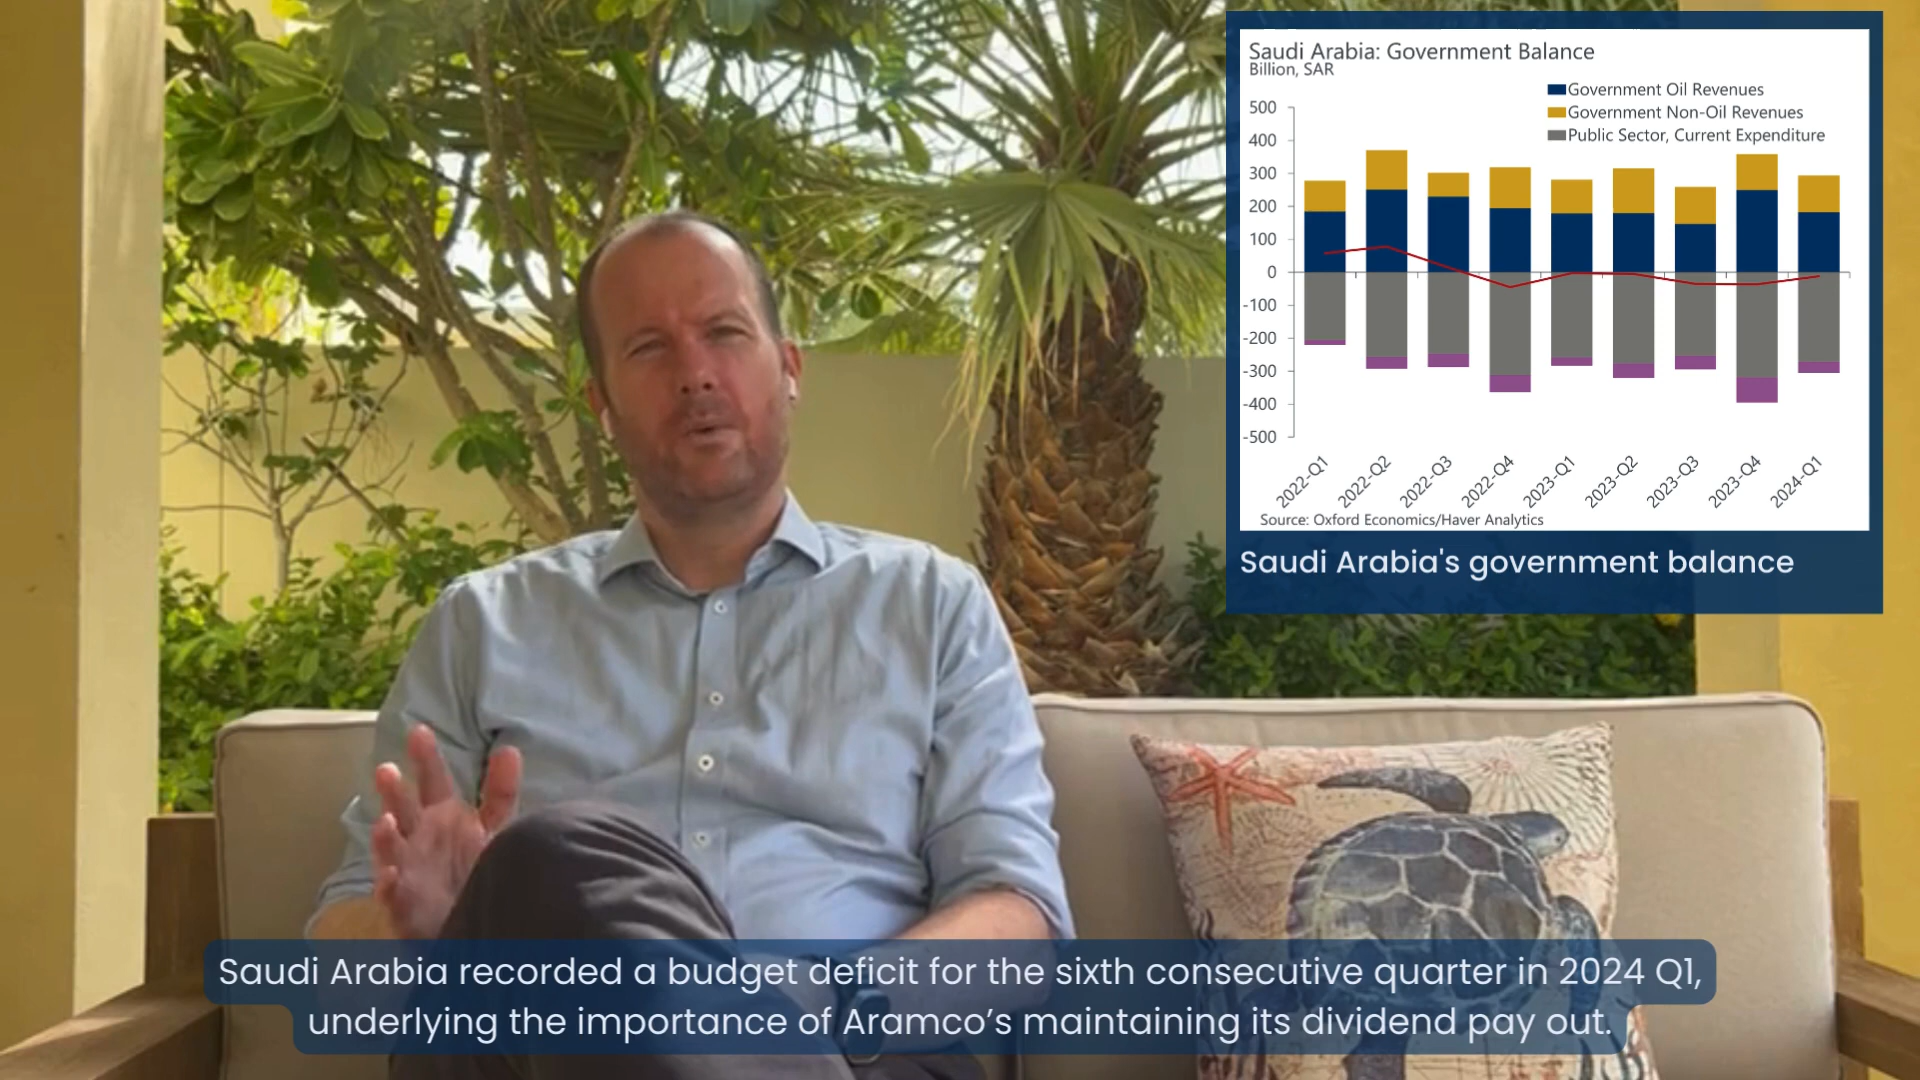 Saudi Arabia: Government Balance
Billion, SAR
Government Oil Revenues
Government Non-Oil Revenues
Public Sector, Current Expenditure
500
400
300
200
100
0
-100
-200
-300
-400
-500
2022-Q1
2022-Q2
2022-Q3
2022-Q4
2023-Q1
2023-Q2
2023-Q3
2023-Q4
2024-Q1
Source: Oxford Economics/Haver Analytics
Saudi Arabia's government balance
Saudi Arabia recorded a budget deficit for the sixth consecutive quarter in 2024 Q1,
underlying the importance of Aramco’s maintaining its dividend pay out.